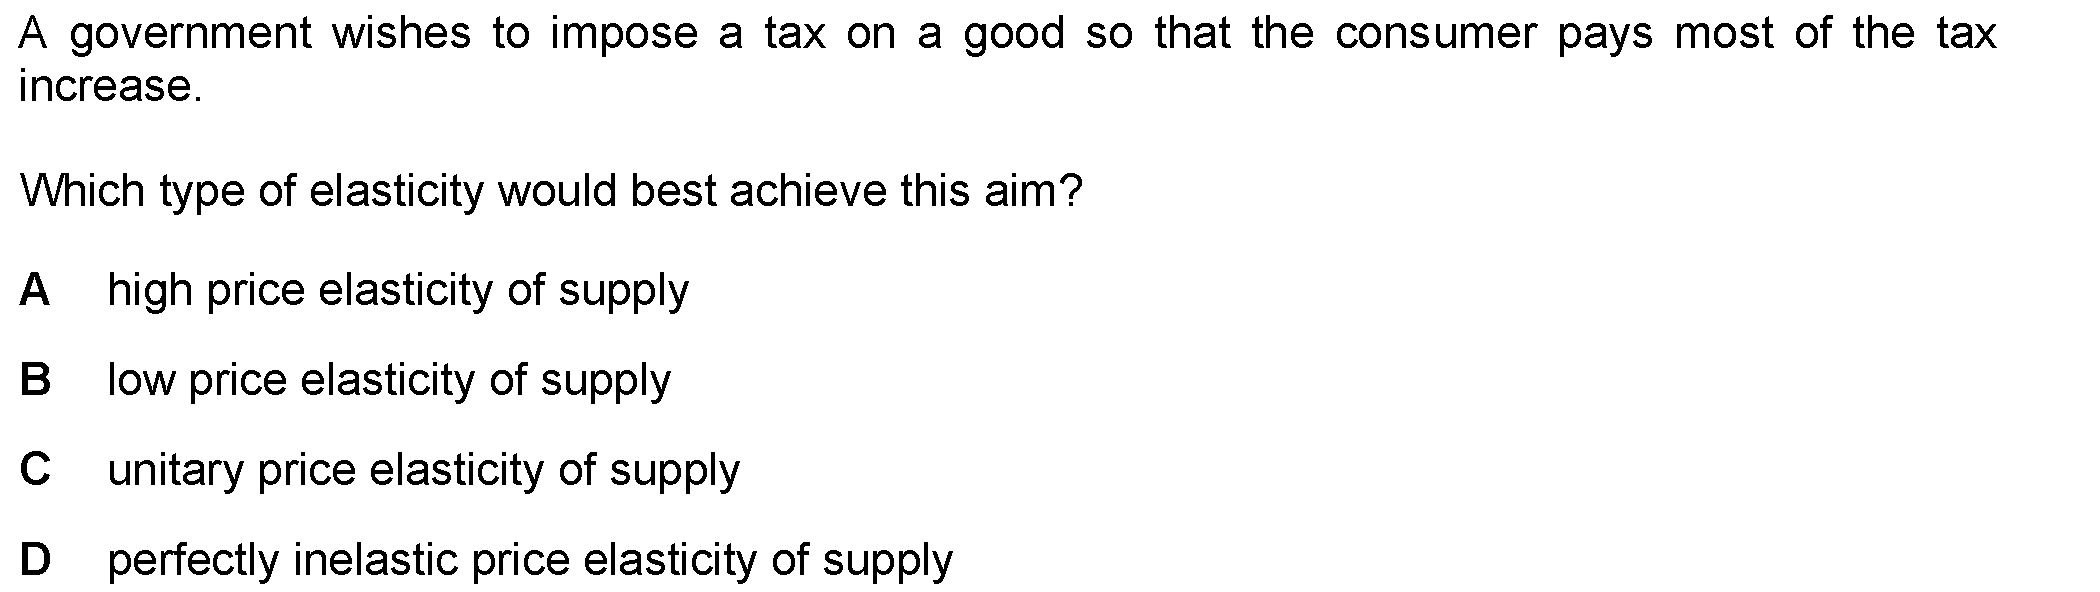 A government wishes to impose a tax on a good so that the consumer pays most of the tax
increase.
Which type of elasticity would best achieve this aim?
A high price elasticity of supply
B low price elasticity of supply
C unitary price elasticity of supply
D perfectly inelastic price elasticity of supply